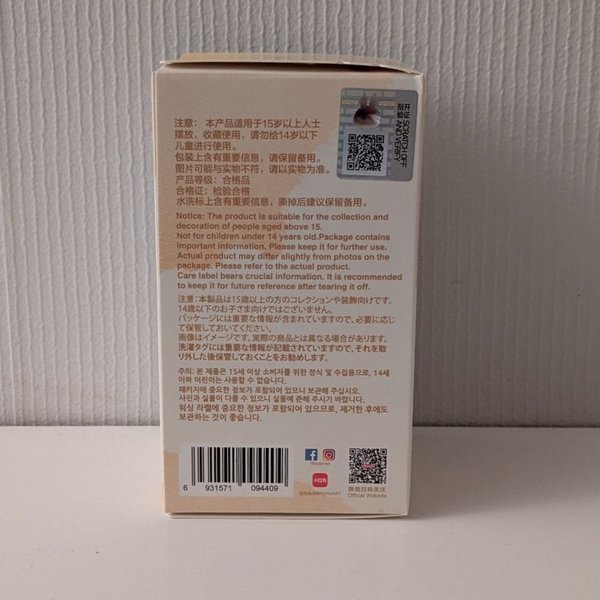 开涂层
验证
SCRATCH OFF
AND VERIFY
注意: 本产品适用于15岁以上人士
摆放，收藏使用，请勿给14岁以下
儿童进行使用。
包装上含有重要信息，请保留备用。
图片可能与实物不符，请以实物为准。
产品等级：合格品
合格证：检验合格
水洗标上含有重要信息，撕掉后建议保留备用。
Notice: The product is suitable for the collection and
decoration of people aged above 15.
Not for children under 14 years old.Package contains
important information. Please keep it for further use.
Actual product may differ slightly from photos on the
package. Please refer to the actual product.
Care label bears crucial information. It is recommended
to keep it for future reference after tearing it off.
注意：本製品は15歳以上の方のコレクションや装飾向けです。
14歳以下のお子さま向けではございません。
パッケージには重要な情報が含まれていますので、必要に応じ
て保管しておいてください。
画像はイメージです。実際の商品とは異なる場合があります。
洗濯タグには重要な情報が記載されていますので、それを取
り外した後保管しておくことをお勧めします。
주의: 본 제품은 15세 이상 소비자를 위한 장식 및 수집용으로, 14세
이하 어린이는 사용할 수 없습니다.
패키지에 중요한 정보가 포함되어 있으니 보관해 주십시오.
사진과 실물이 다를 수 있으니 실물에 준해 주시기 바랍니다.
워싱 라벨에 중요한 정보가 포함되어 있으므로, 제거한 후에도
보관하는 것이 좋습니다.
6 931571 094409
小红书
Official Website